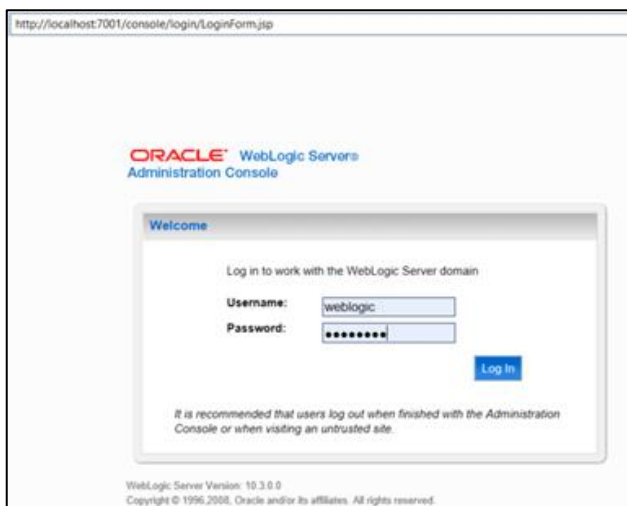 http://localhost:7001/console/login/LoginForm.jsp
ORACLE® WebLogic Server®
Administration Console
Welcome
Log in to work with the WebLogic Server domain
Username: weblogic
Password: ●●●●●●●●
Log In
It is recommended that users log out when finished with the Administration
Console or when visiting an untrusted site.
WebLogic Server Version: 10.3.0.0
Copyright © 1996,2008, Oracle and/or its affiliates. All rights reserved.